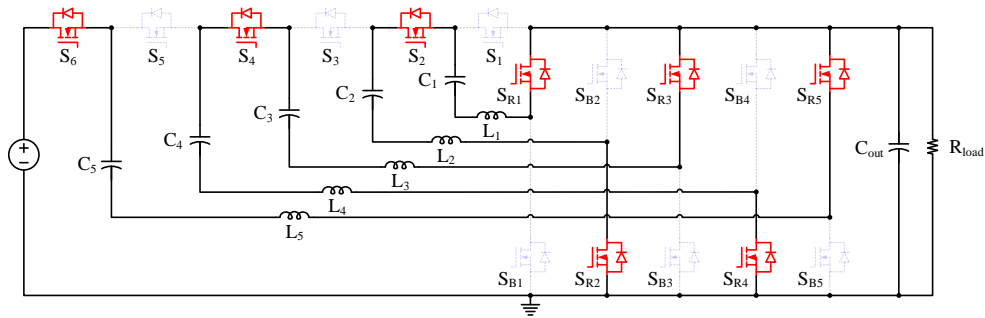 S6 S5 S4 S3 S2 S1
C1
C2
SR1 SB2 SR3 SB4 SR5
C3
L1
C4
L2
Cout Rload
C5
L3
L4
L5
SB1 SR2 SB3 SR4 SB5